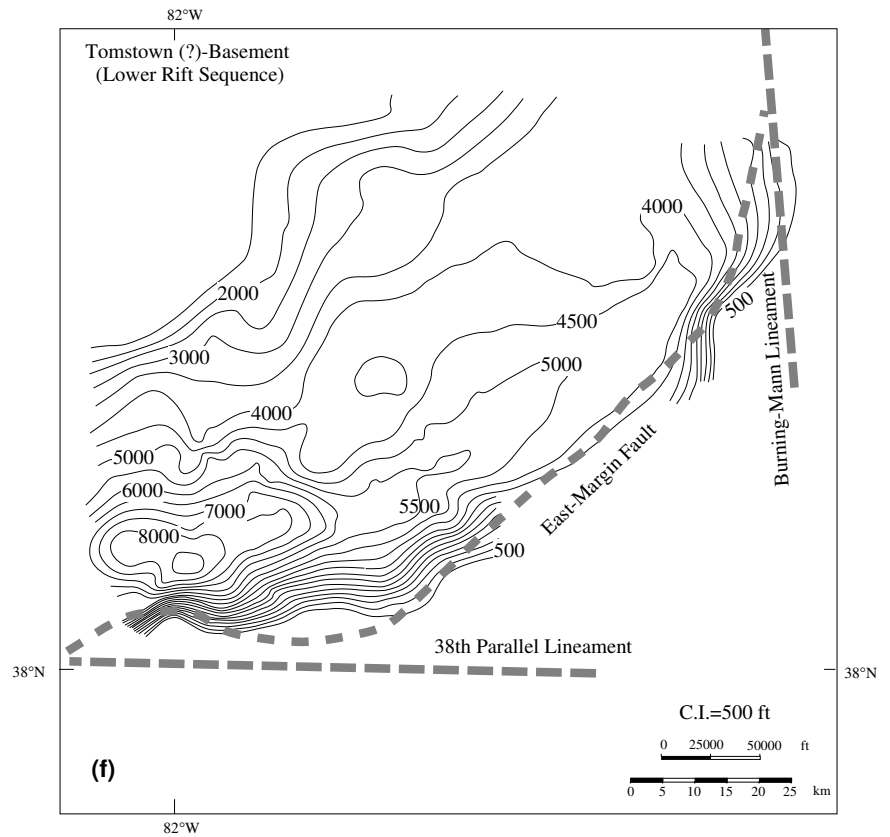 82°W
Tomstown (?)-Basement
(Lower Rift Sequence)
4000
2000
500
4500
3000
5000
4000
Burning-Mann Lineament
5000
East-Margin Fault
6000
5500
7000
8000
500
38th Parallel Lineament
38°N
38°N
C.I.=500 ft
0 25000 50000 ft
(f)
0 5 10 15 20 25 km
82°W